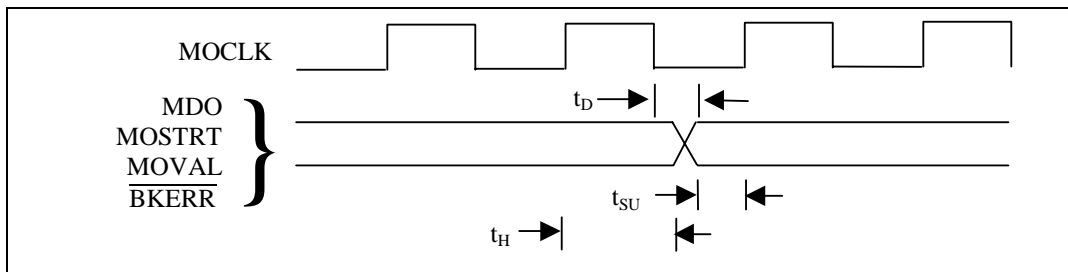 MOCLK
MDO
MOSTRT
MOVAL
BKERR
tD
tSU
tH